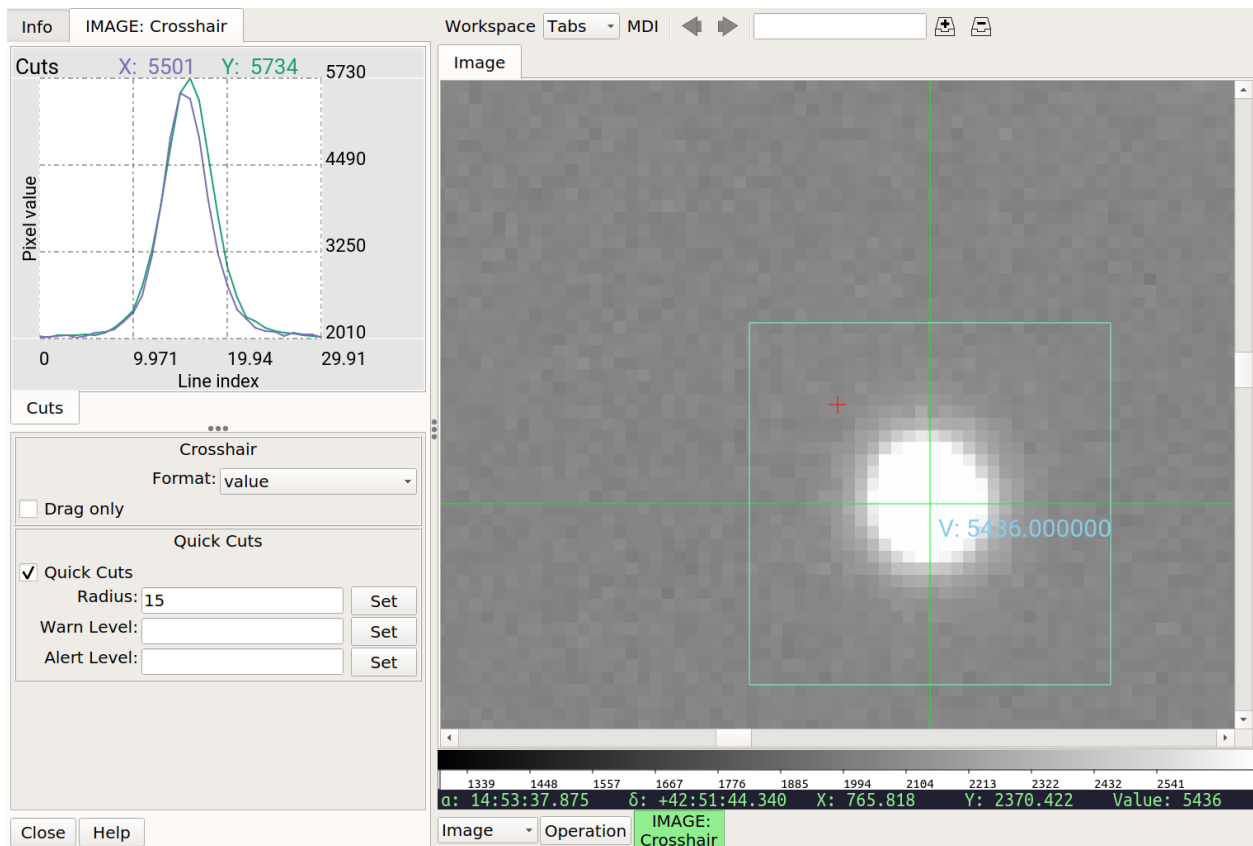 Info
IMAGE: Crosshair
Cuts
X: 5501
Y: 5734
5730
4490
3250
2010
Pixel value
0
9.971
19.94
29.91
Line index
Cuts
Crosshair
Format:
value
Drag only
Quick Cuts
Quick Cuts
Radius:
15
Set
Warn Level:
Set
Alert Level:
Set
Close
Help
Workspace
Tabs
MDI
Image
V: 5436.000000
1339
1448
1557
1667
1776
1885
1994
2104
2213
2322
2432
2541
α: 14:53:37.875
δ: +42:51:44.340
X: 765.818
Y: 2370.422
Value: 5436
Image
Operation
IMAGE:
Crosshair